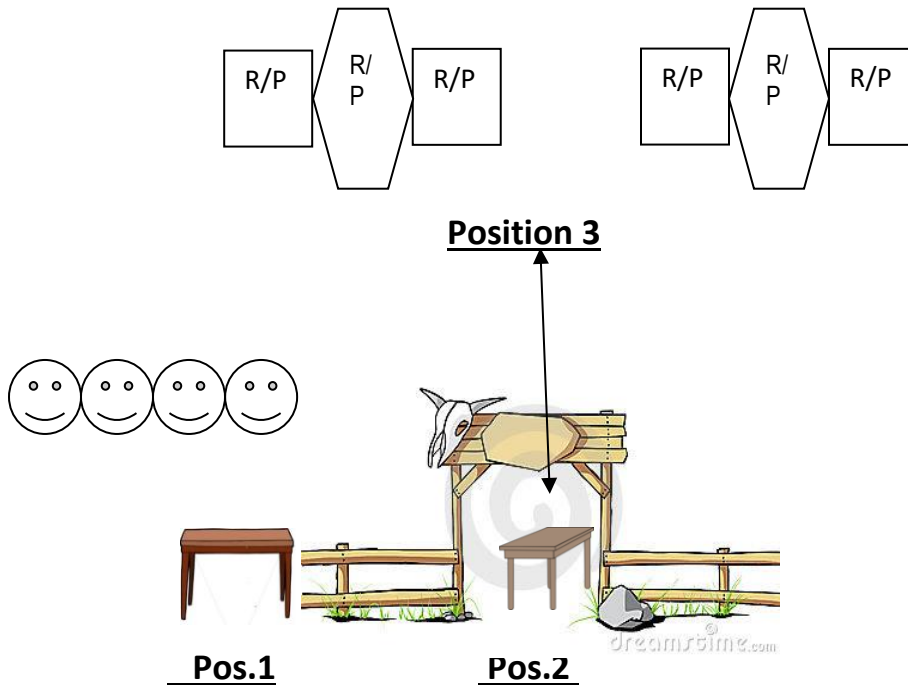 R/P
R/
P
R/P
R/P
R/
P
R/P
Position 3
dreamstime.com
Pos.1
Pos.2